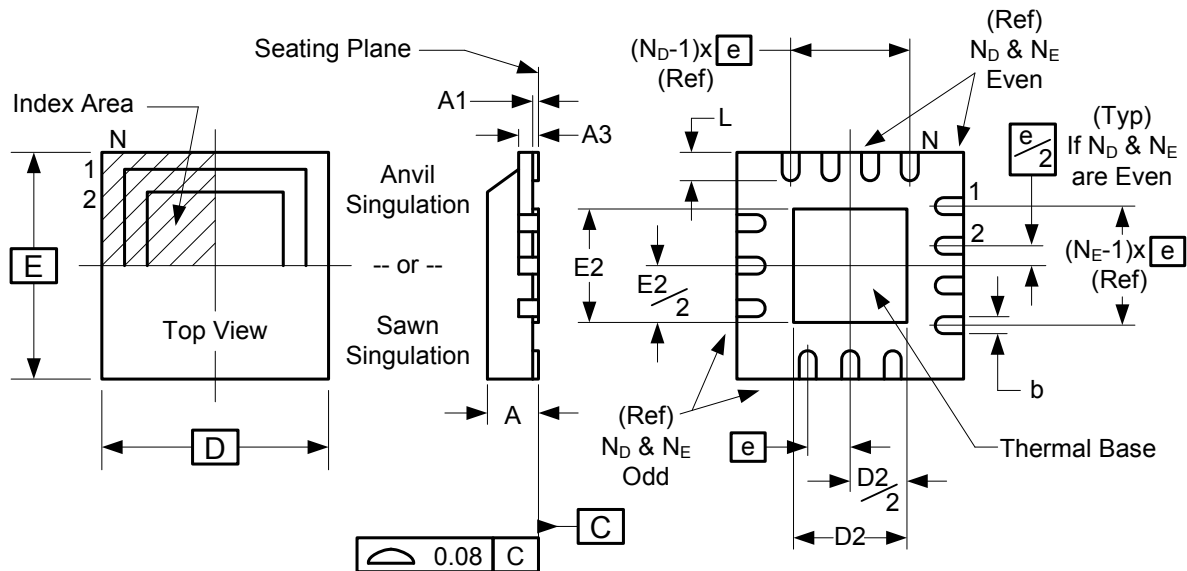 Seating Plane
(N_D-1)x e
(Ref)
(Ref)
N_D & N_E
Even
Index Area
A1
A3
L
N
N
e/2
(Typ)
If N_D & N_E
are Even
1
2
Anvil
Singulation
1
2
E
-- or --
E2
E2/2
(N_E-1)x e
(Ref)
Top View
Sawn
Singulation
b
A
(Ref)
N_D & N_E
Odd
e
Thermal Base
D
D2/2
C
D2
0.08 C